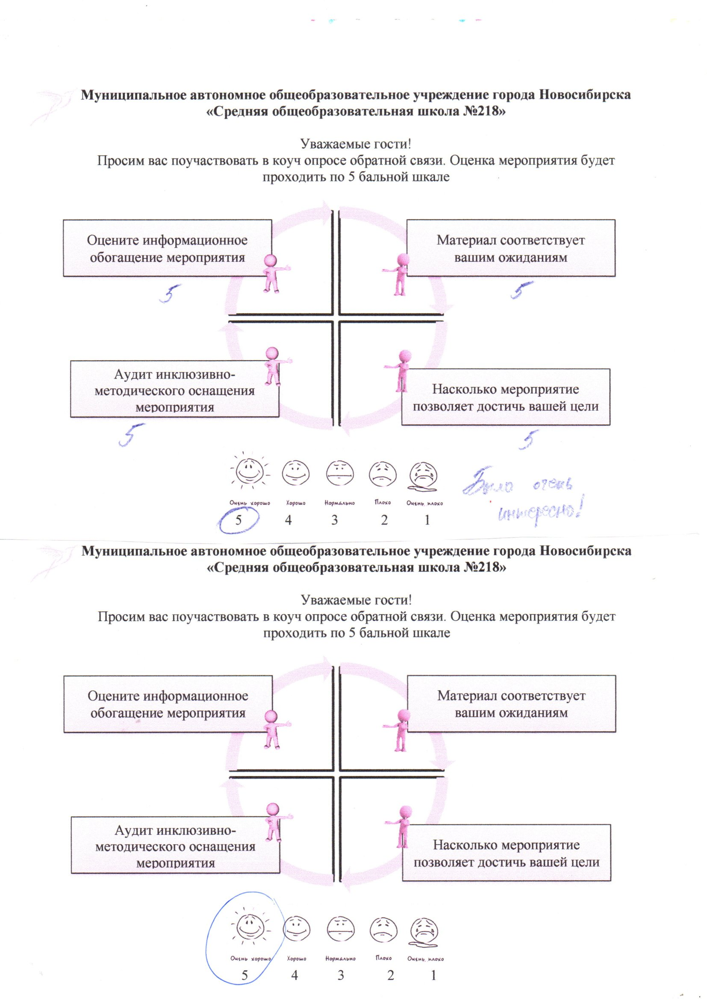 Муниципальное автономное общеобразовательное учреждение города Новосибирска
«Средняя общеобразовательная школа №218»
Уважаемые гости!
Просим вас поучаствовать в коуч опросе обратной связи. Оценка мероприятия будет
проходить по 5 бальной шкале
Оцените информационное
обогащение мероприятия
5
Материал соответствует
вашим ожиданиям
5
Аудит инклюзивно-
методического оснащения
мероприятия
5
Насколько мероприятие
позволяет достичь вашей цели
5
Очень хорошо Хорошо Нормально Плохо Очень плохо
5 4 3 2 1
Было очень
интересно!
Муниципальное автономное общеобразовательное учреждение города Новосибирска
«Средняя общеобразовательная школа №218»
Уважаемые гости!
Просим вас поучаствовать в коуч опросе обратной связи. Оценка мероприятия будет
проходить по 5 бальной шкале
Оцените информационное
обогащение мероприятия
Материал соответствует
вашим ожиданиям
Аудит инклюзивно-
методического оснащения
мероприятия
Насколько мероприятие
позволяет достичь вашей цели
Очень хорошо Хорошо Нормально Плохо Очень плохо
5 4 3 2 1